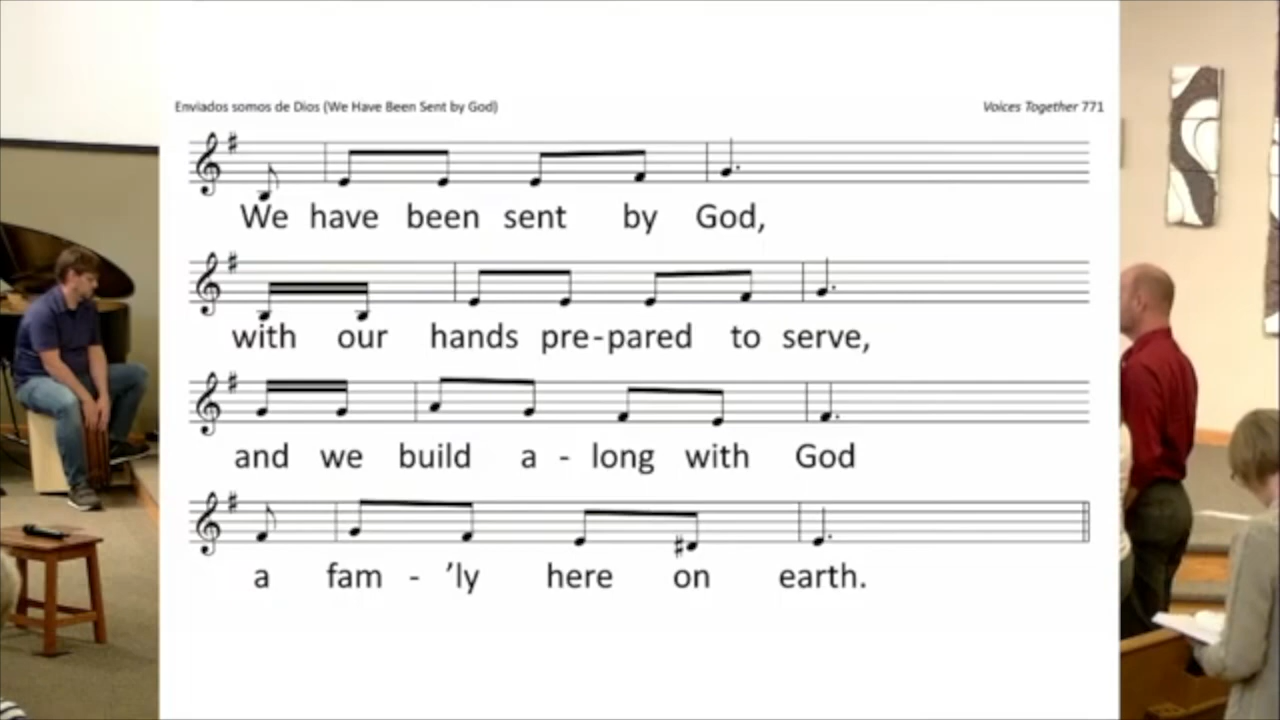 Enviados somos de Dios (We Have Been Sent by God)
Voices Together 771
We have been sent by God,
with our hands pre-pared to serve,
and we build a - long with God
a fam - ’ly here on earth.